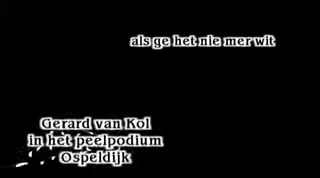 als ge het nie mer wit
Gerard van Kol
in het peelpodium
Ospeldijk